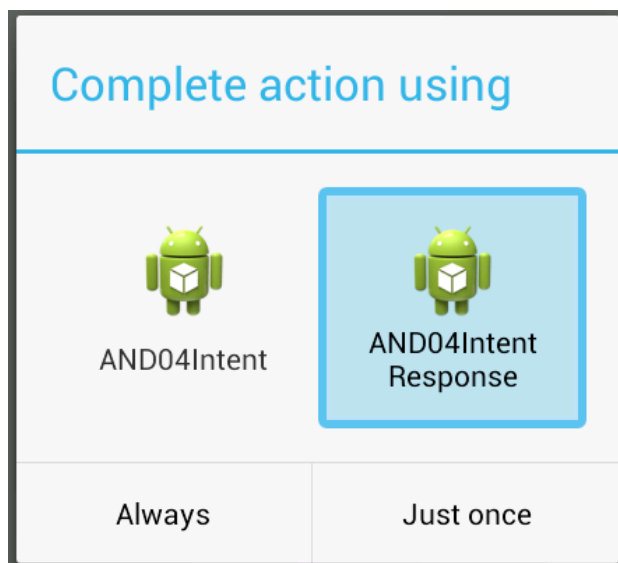 Complete action using
AND04Intent
AND04Intent
Response
Always
Just once